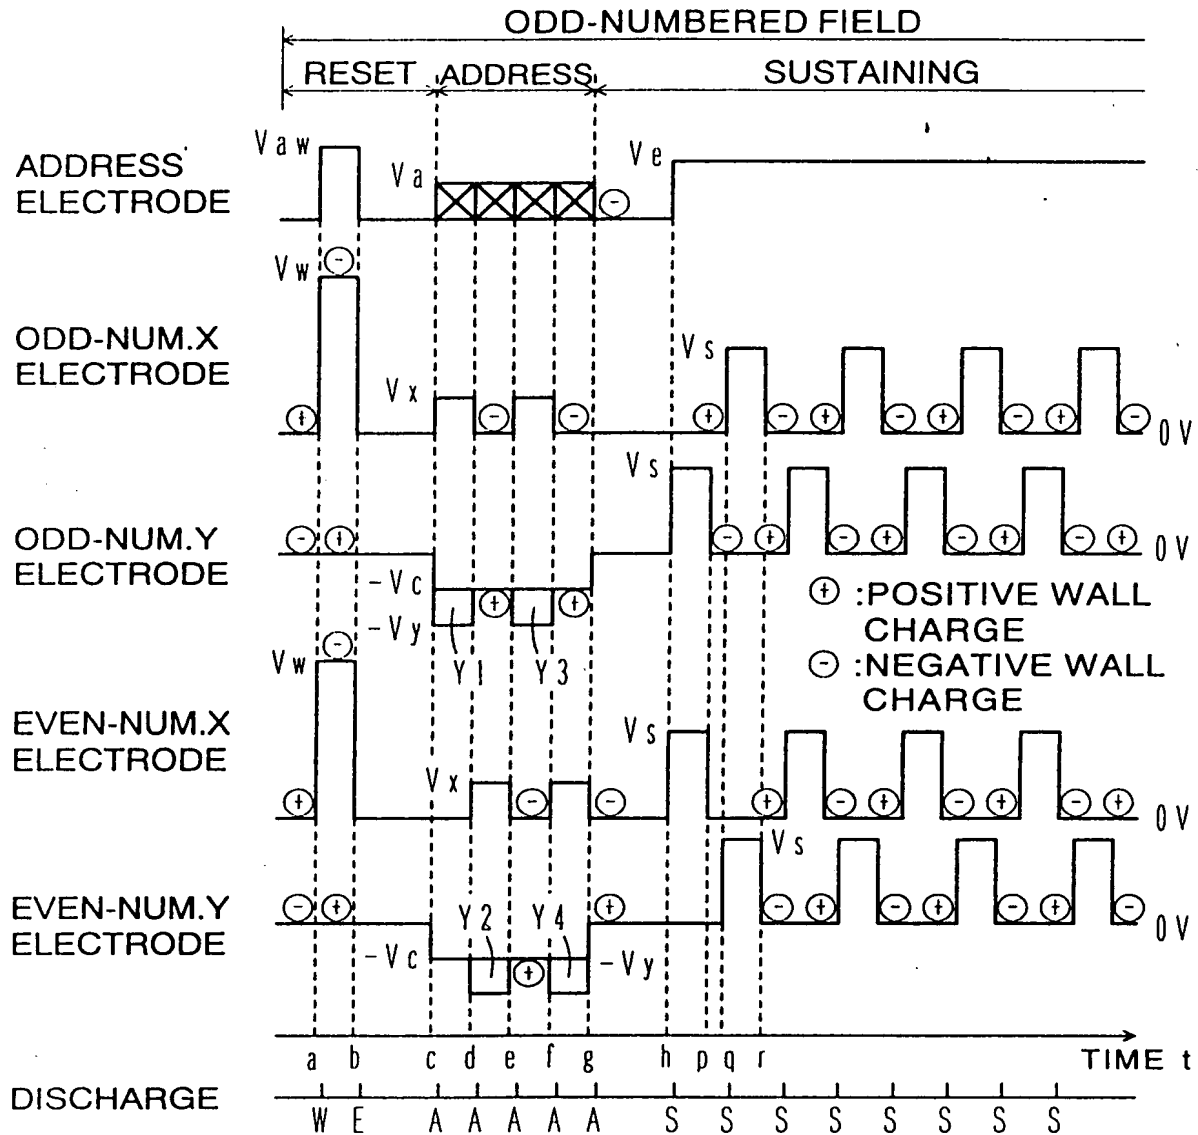 ODD-NUMBERED FIELD
RESET ADDRESS SUSTAINING
ADDRESS
ELECTRODE
Vaw
Va
Ve
-
Vw
-
ODD-NUM.X
ELECTRODE
Vx
Vs
+ - - + - + - + - + -
0V
ODD-NUM.Y
ELECTRODE
Vs
- + - + - + - + - +
0V
-Vc
+ +
-Vy
Y1 Y3
+ :POSITIVE WALL
CHARGE
- :NEGATIVE WALL
CHARGE
Vw
-
EVEN-NUM.X
ELECTRODE
Vs
Vx
+ - - + - + - + - +
0V
EVEN-NUM.Y
ELECTRODE
Vs
- + + - + - + - + -
0V
Y2 Y4
-Vc
+
-Vy
a b c d e f g h p q r
TIME t
DISCHARGE
W E A A A A A S S S S S S S S